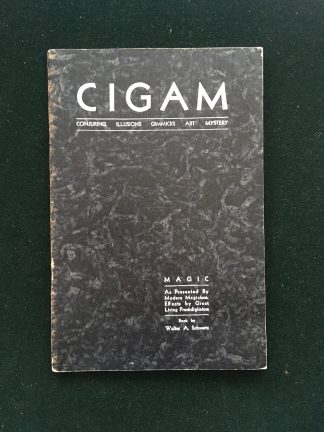 CIGAM
CONJURING ILLUSIONS GIMMICKS ART MYSTERY
MAGIC
As Presented By
Modern Magicians.
Effects by Great
Living Prestidigitators
Book by
Walter A. Schwartz